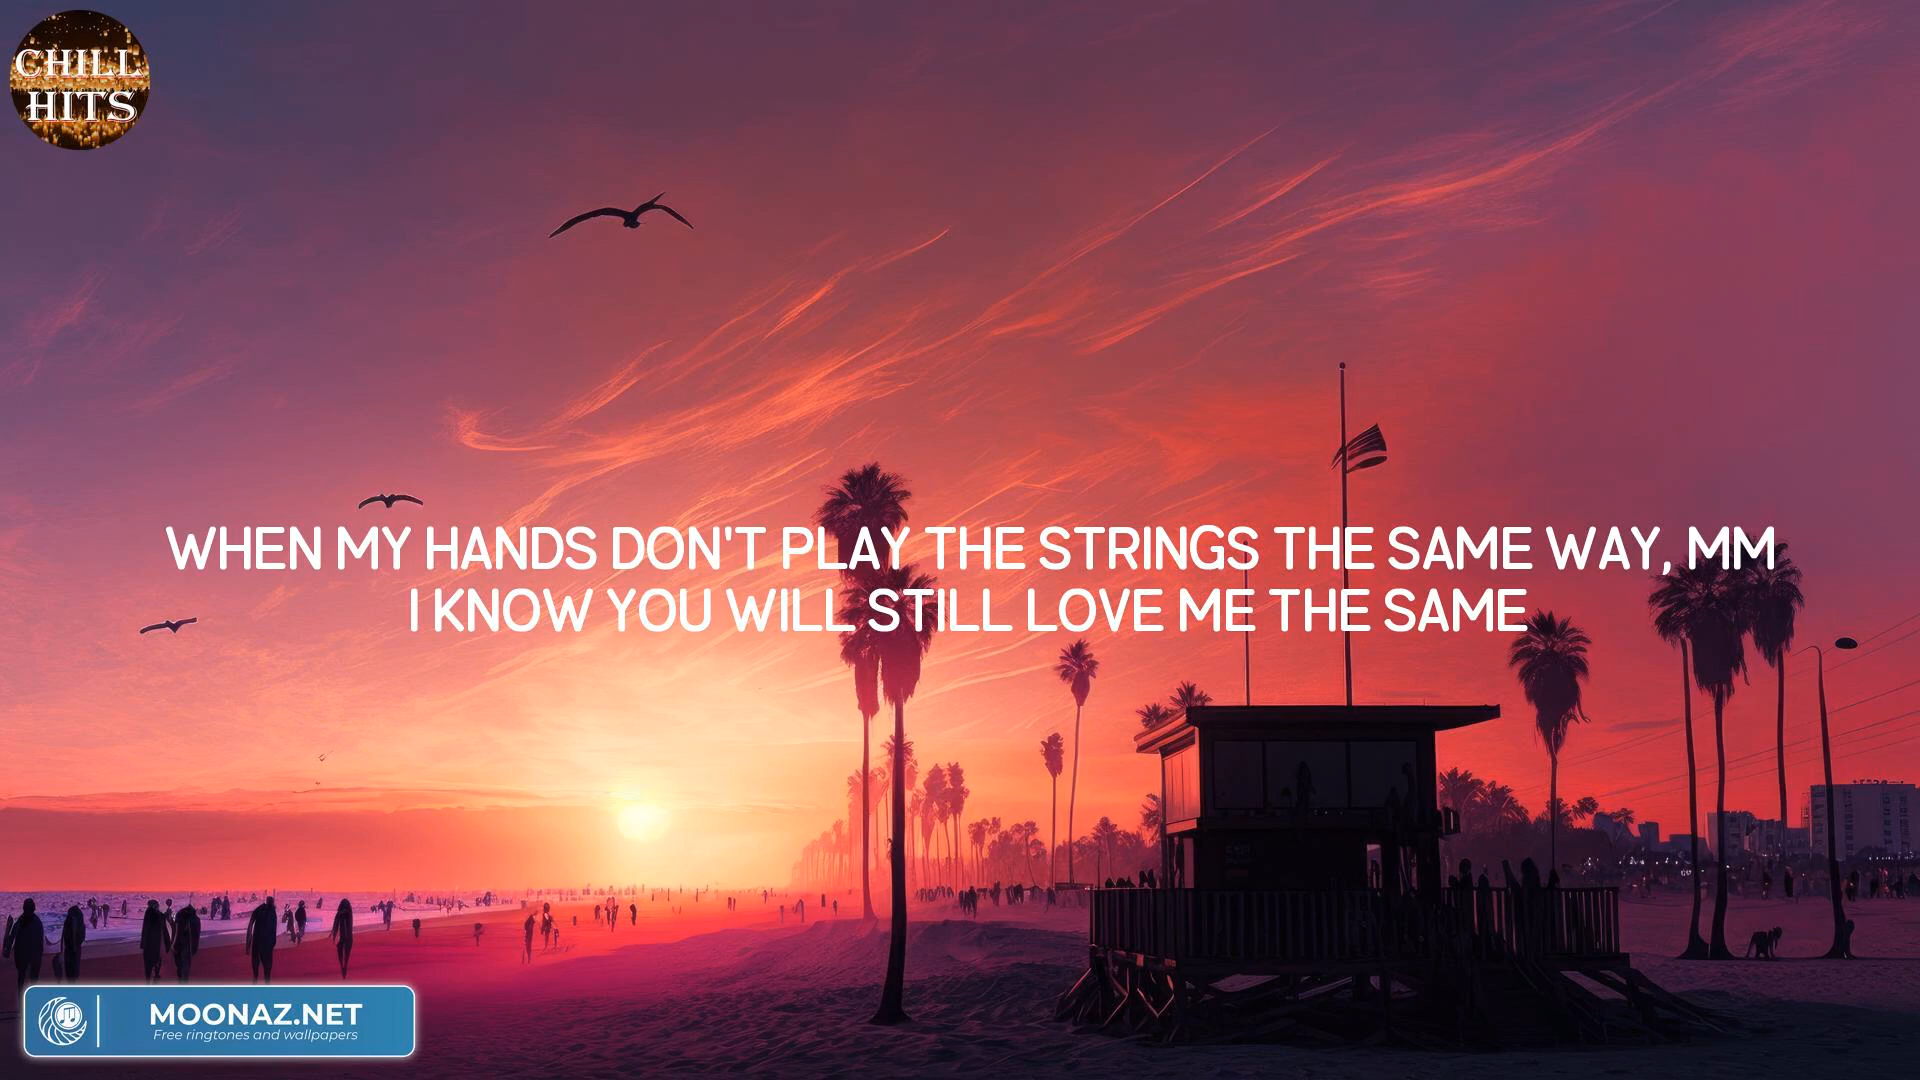 CHILL
HITS
WHEN MY HANDS DON'T PLAY THE STRINGS THE SAME WAY, MM
I KNOW YOU WILL STILL LOVE ME THE SAME
MOONAZ.NET
Free ringtones and wallpapers